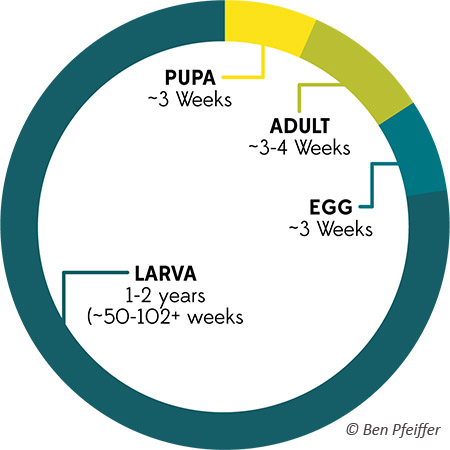 PUPA
~3 Weeks
ADULT
~3-4 Weeks
EGG
~3 Weeks
LARVA
1-2 years
(~50-102+ weeks
© Ben Pfeiffer